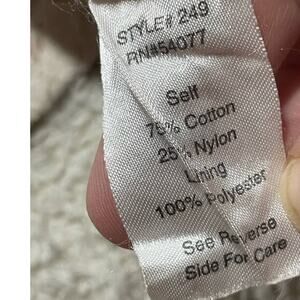 STYLE# 249
RN#54077
Self
75% Cotton
25% Nylon
Lining
100% Polyester
See Reverse
Side For Care